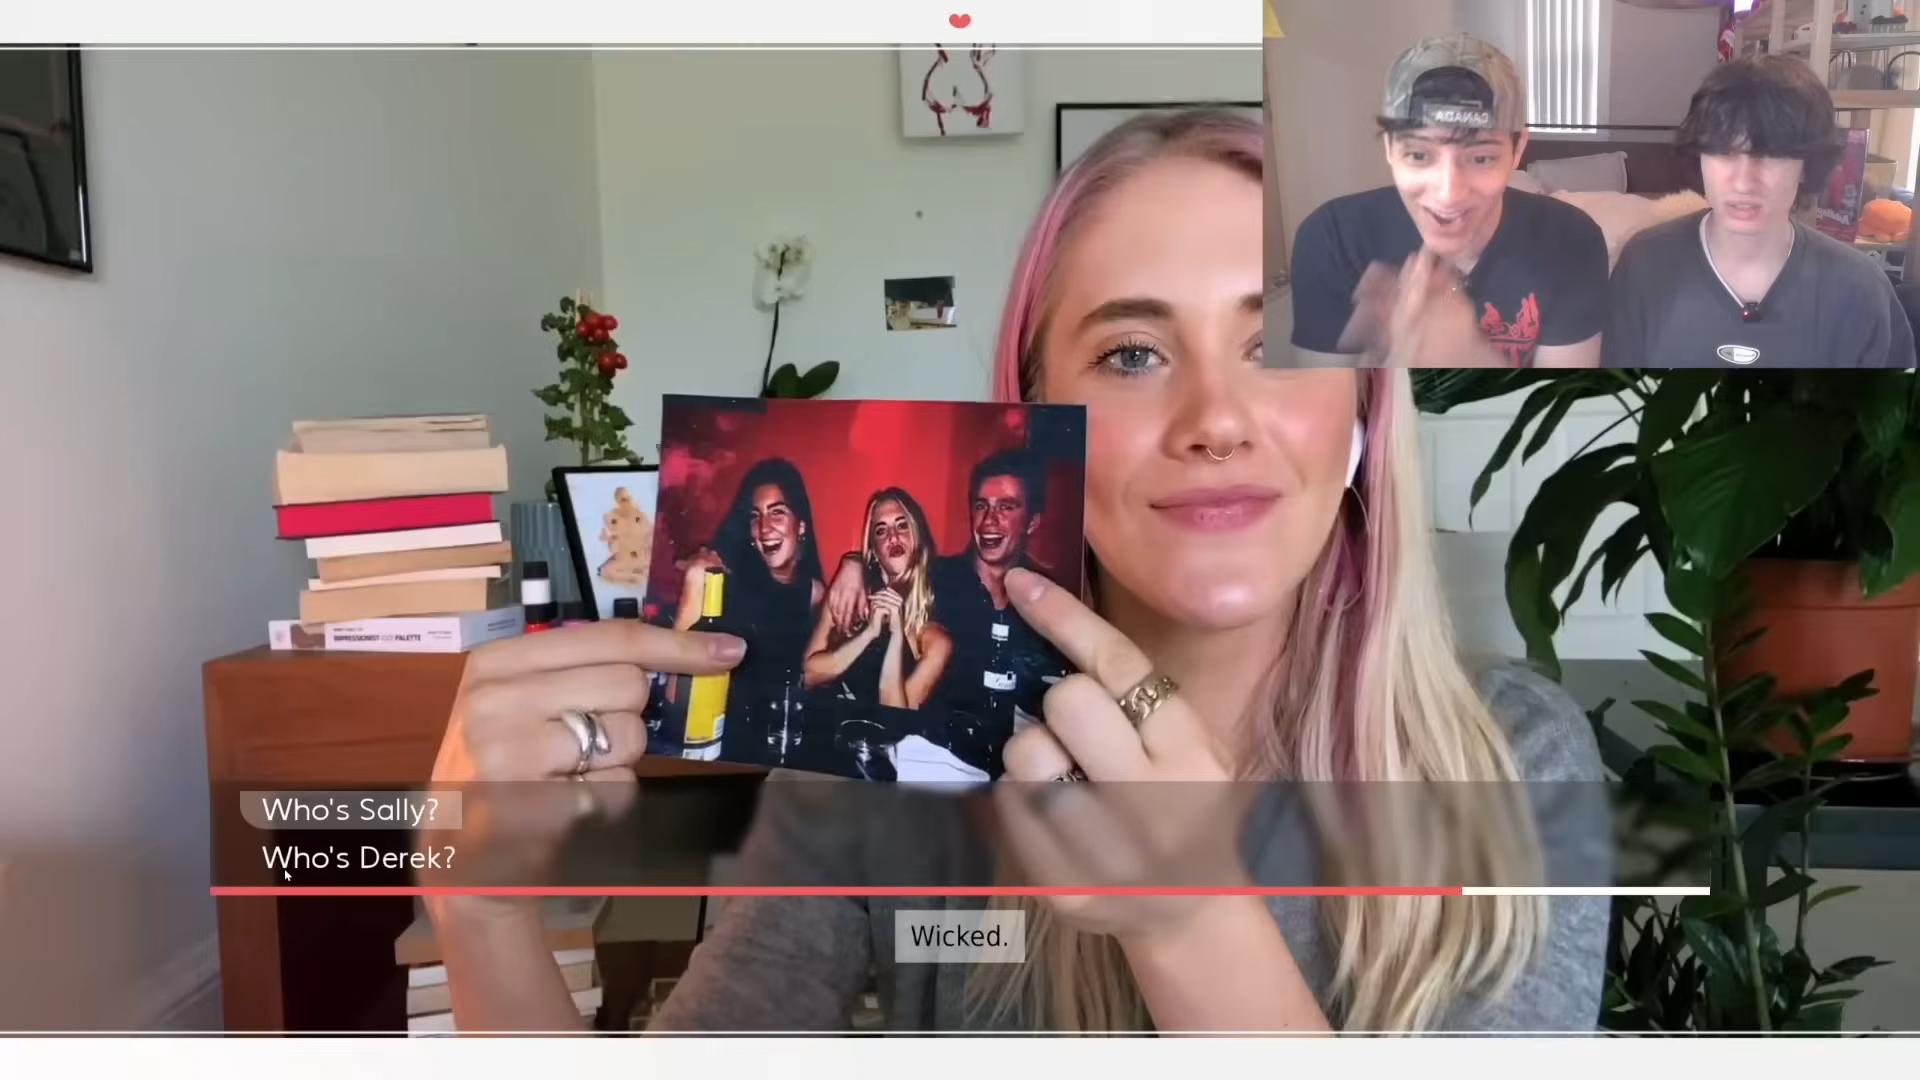 CANADA
IMPRESSIONIST PALETTE
Who's Sally?
Who's Derek?
Wicked.